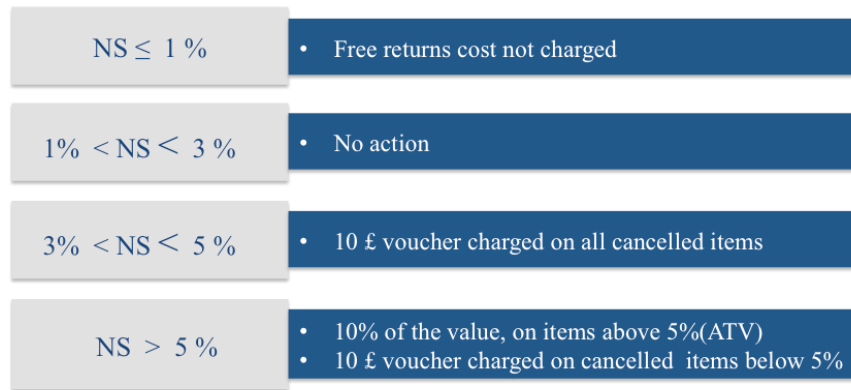 NS ≤ 1 %
• Free returns cost not charged
1% < NS < 3 %
• No action
3% < NS < 5 %
• 10 £ voucher charged on all cancelled items
NS > 5 %
• 10% of the value, on items above 5%(ATV)
• 10 £ voucher charged on cancelled items below 5%